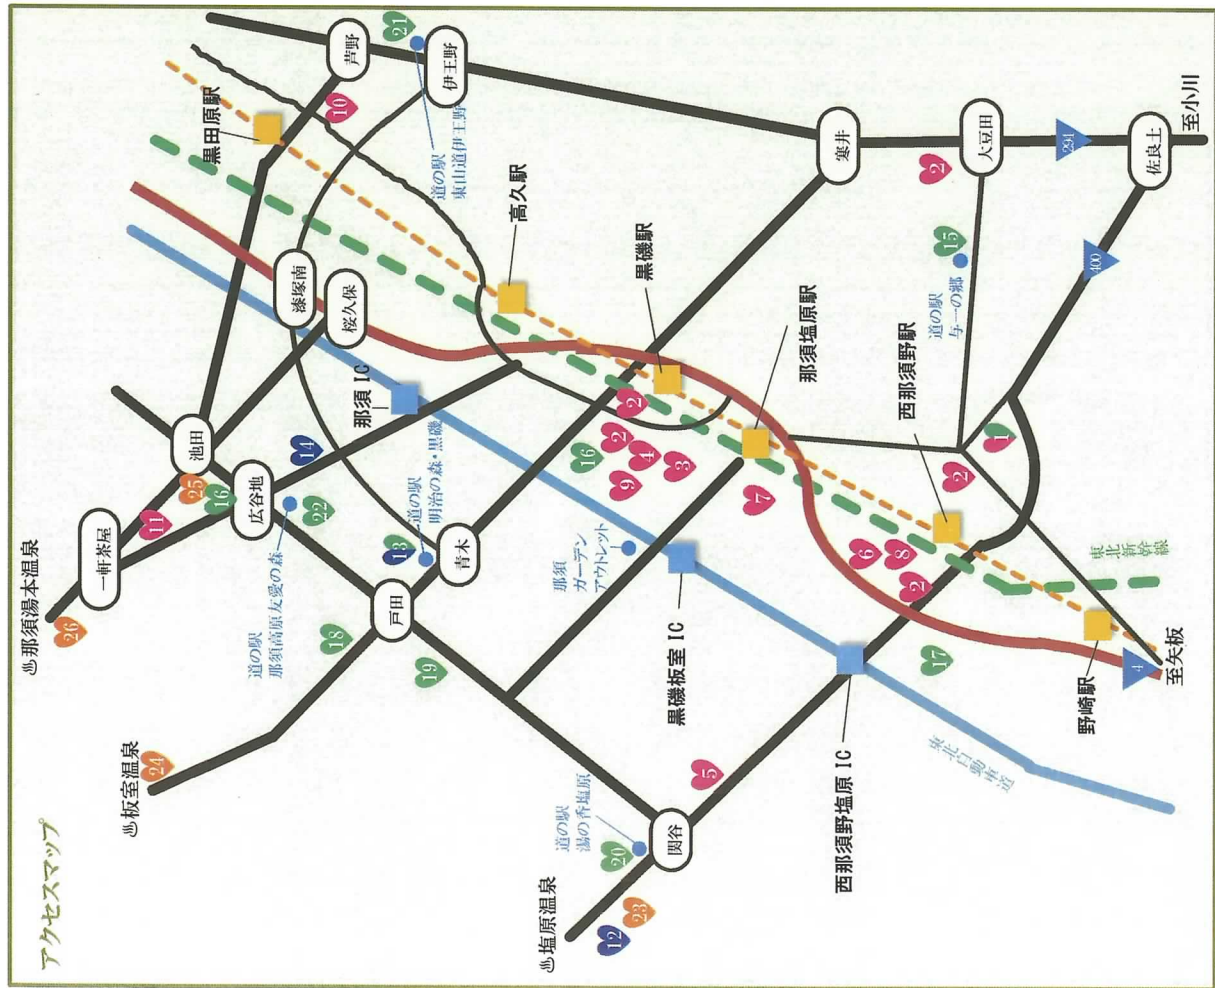 アクセスマップ
♨那須湯本温泉
26
一軒茶屋
11
25
16
池田
広谷地
14
道の駅
那須高原友愛の森
22
♨板室温泉
24
18
戸田
19
13
道の駅
明治の森・黒磯
青木
那須 IC
漆塚南
桜久保
黒田原駅
10
芦野
21
伊王野
道の駅
東山道伊王野
高久駅
♨塩原温泉
12
23
20
道の駅
湯の香塩原
関谷
5
那須
ガーデン
アウトレット
黒磯板室 IC
16
2
2
4
9
3
黒磯駅
7
那須塩原駅
寒井
西那須野塩原 IC
6
8
2
17
西那須野駅
2
1
道の駅
与一の郷
15
2
大豆田
294
400
佐良土
至小川
東北自動車道
野崎駅
東北新幹線
4
至矢板